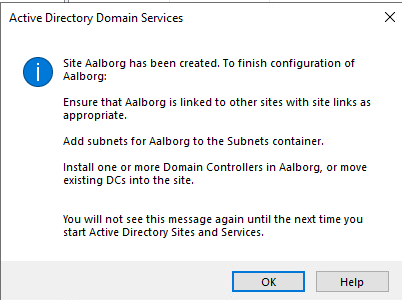 Active Directory Domain Services
Site Aalborg has been created. To finish configuration of
Aalborg:
Ensure that Aalborg is linked to other sites with site links as
appropriate.
Add subnets for Aalborg to the Subnets container.
Install one or more Domain Controllers in Aalborg, or move
existing DCs into the site.
You will not see this message again until the next time you
start Active Directory Sites and Services.
OK
Help